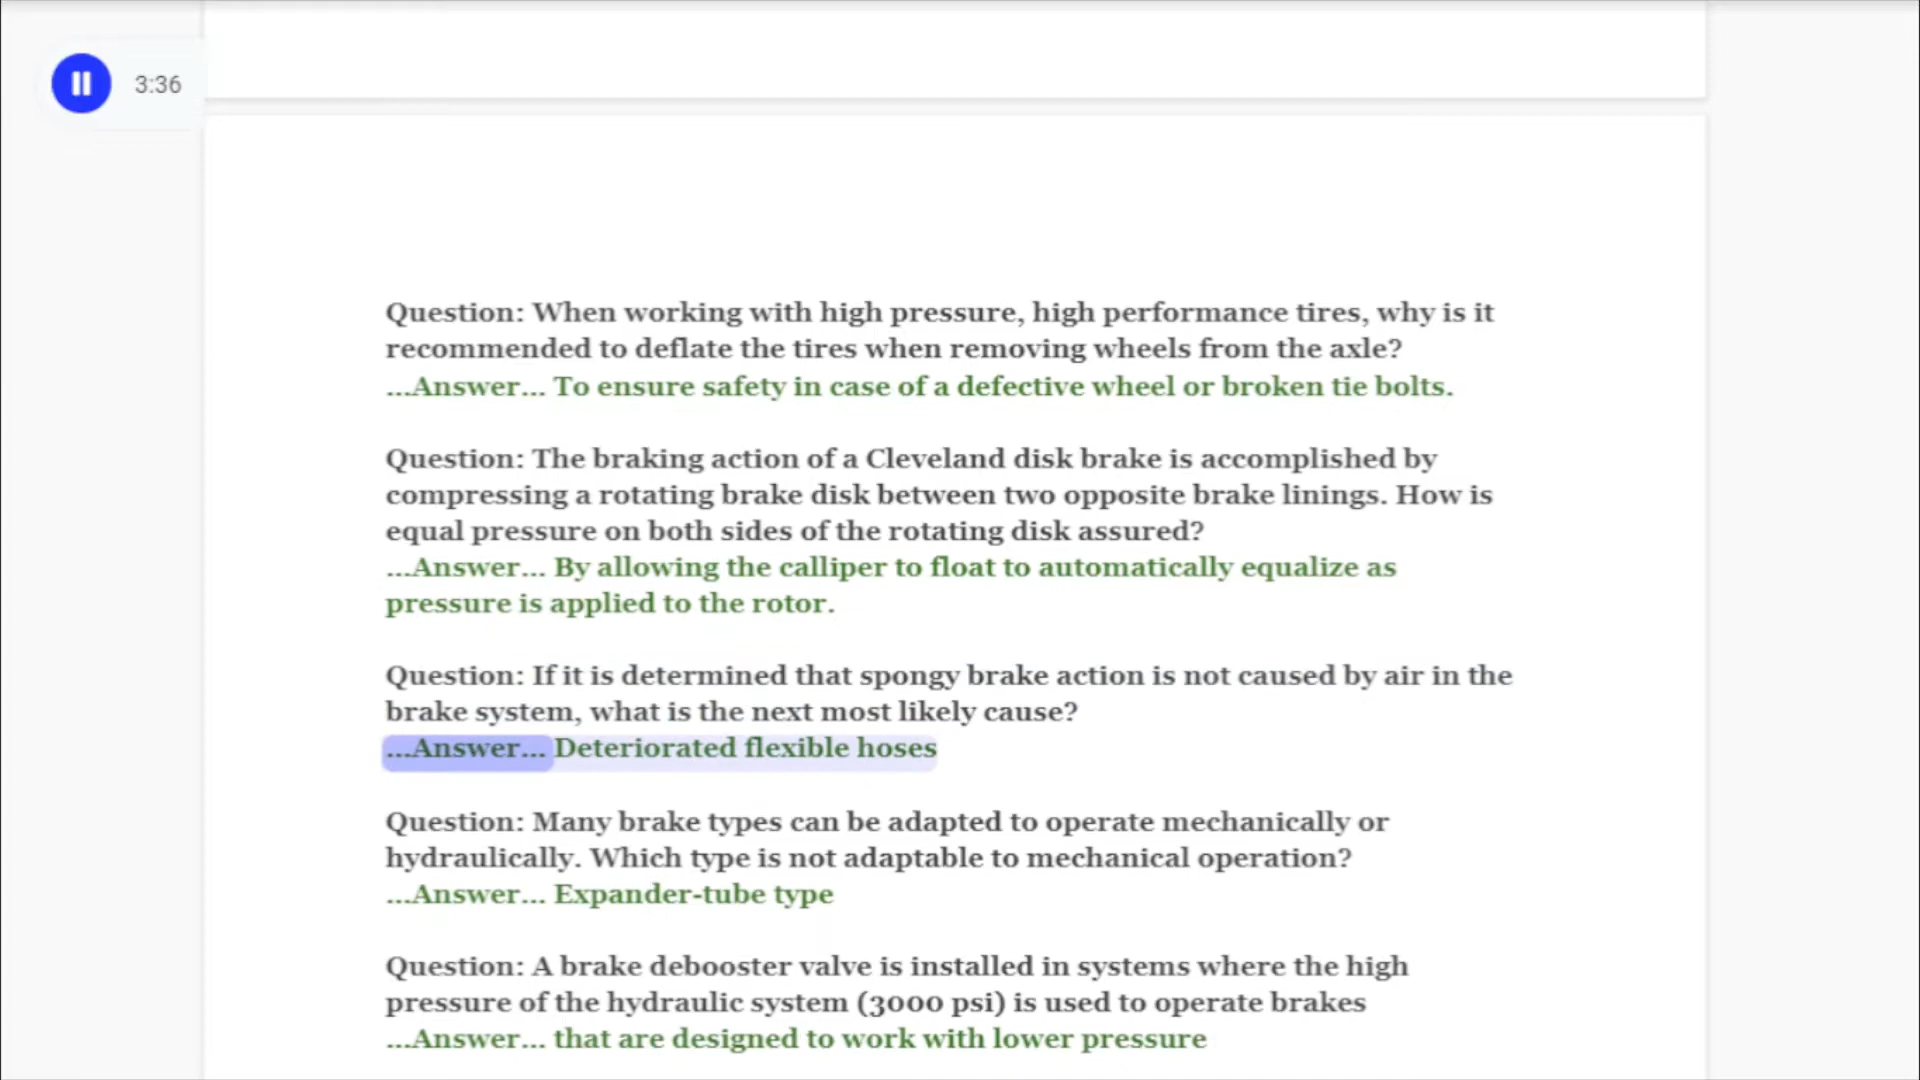 3:36
Question: When working with high pressure, high performance tires, why is it
recommended to deflate the tires when removing wheels from the axle?
...Answer... To ensure safety in case of a defective wheel or broken tie bolts.
Question: The braking action of a Cleveland disk brake is accomplished by
compressing a rotating brake disk between two opposite brake linings. How is
equal pressure on both sides of the rotating disk assured?
...Answer... By allowing the calliper to float to automatically equalize as
pressure is applied to the rotor.
Question: If it is determined that spongy brake action is not caused by air in the
brake system, what is the next most likely cause?
...Answer... Deteriorated flexible hoses
Question: Many brake types can be adapted to operate mechanically or
hydraulically. Which type is not adaptable to mechanical operation?
...Answer... Expander-tube type
Question: A brake debooster valve is installed in systems where the high
pressure of the hydraulic system (3000 psi) is used to operate brakes
...Answer... that are designed to work with lower pressure